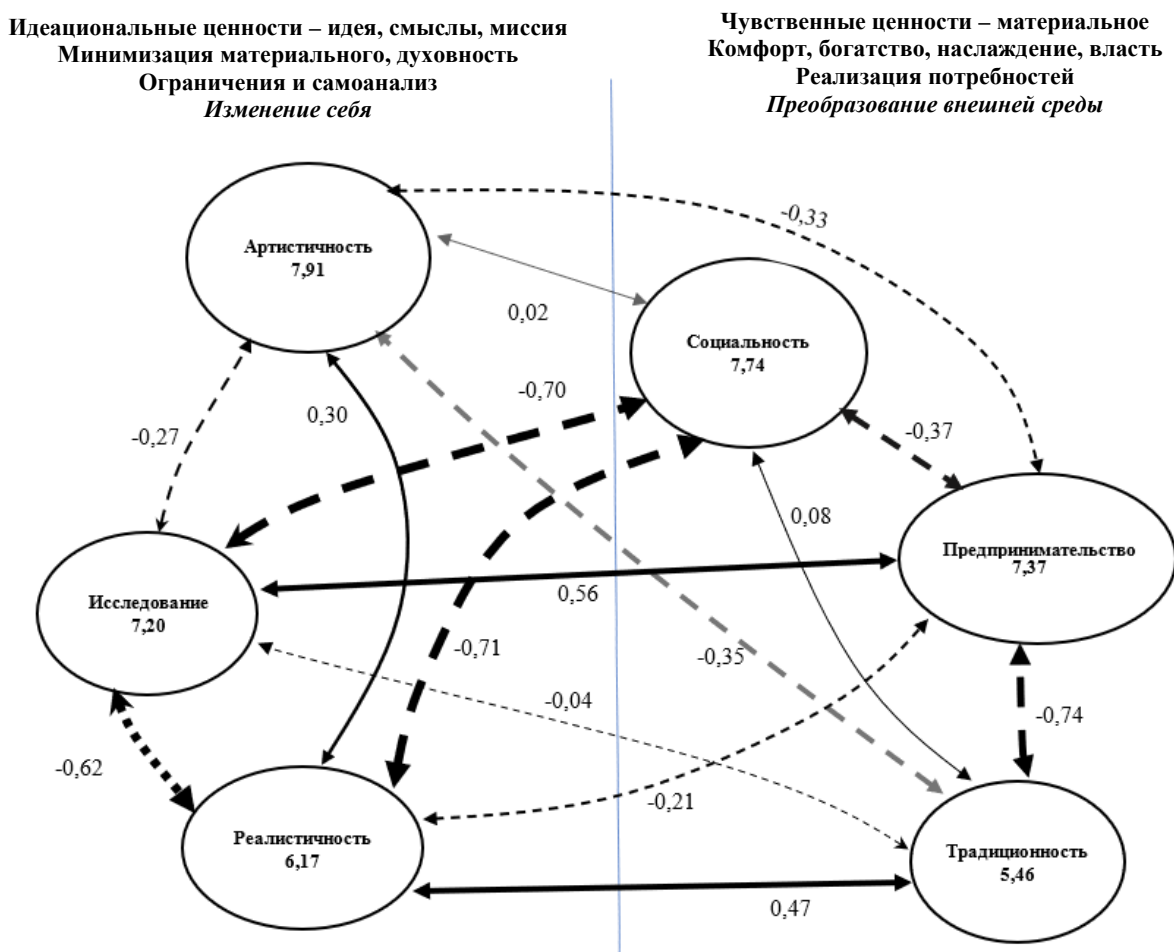 Идеациональные ценности – идея, смыслы, миссия
Минимизация материального, духовность
Ограничения и самоанализ
Изменение себя
Чувственные ценности – материальное
Комфорт, богатство, наслаждение, власть
Реализация потребностей
Преобразование внешней среды
-0,33
Артистичность
7,91
0,02
Социальность
7,74
-0,70
0,30
-0,27
-0,37
0,08
Предпринимательство
7,37
0,56
Исследование
7,20
-0,71
-0,35
-0,04
-0,74
-0,62
-0,21
Реалистичность
6,17
Традиционность
5,46
0,47